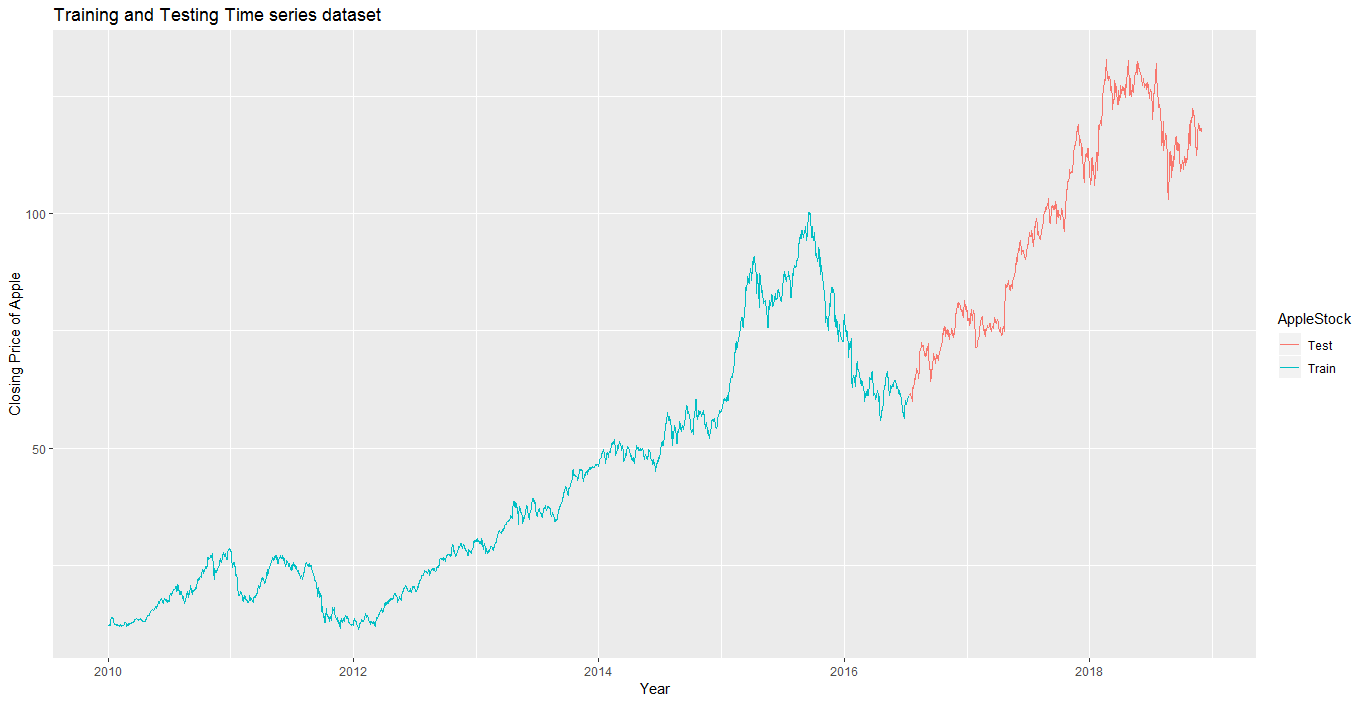 Training and Testing Time series dataset
Closing Price of Apple
100
50
2010
2012
2014
2016
2018
Year
AppleStock
Test
Train